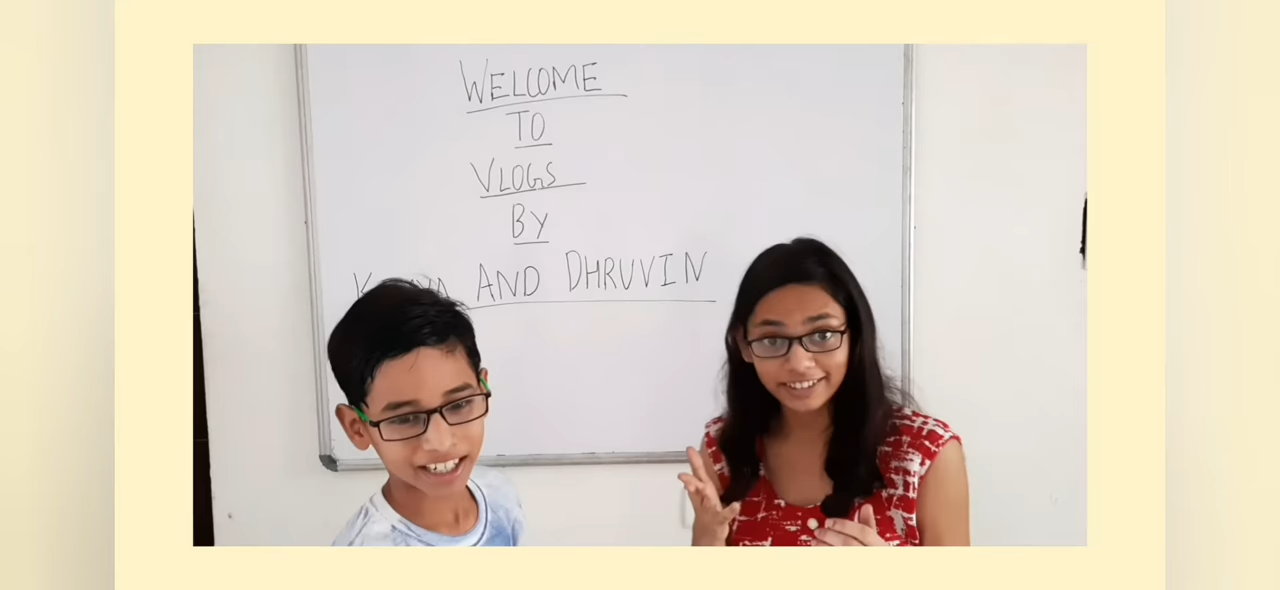 WELCOME
TO
VLOGS
BY
AND DHRUVIN